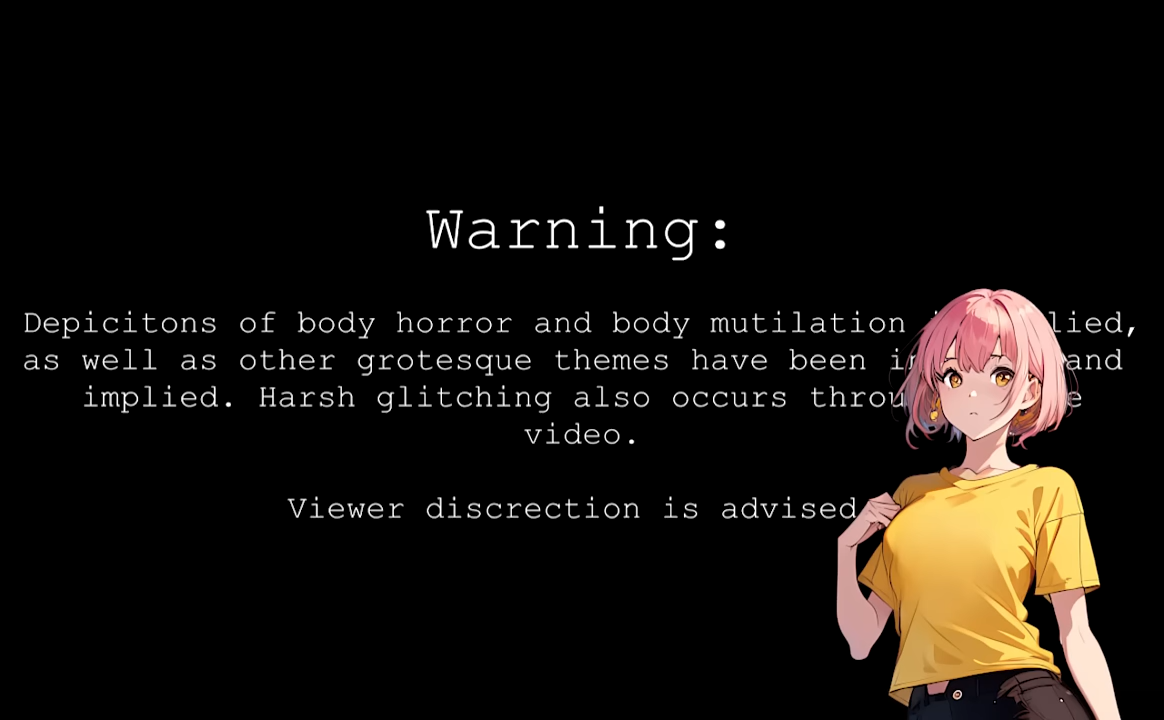 Warning:
Depicitons of body horror and body mutilation
as well as other grotesque themes have been and
implied. Harsh glitching also occurs
video.
Viewer discrection is advised